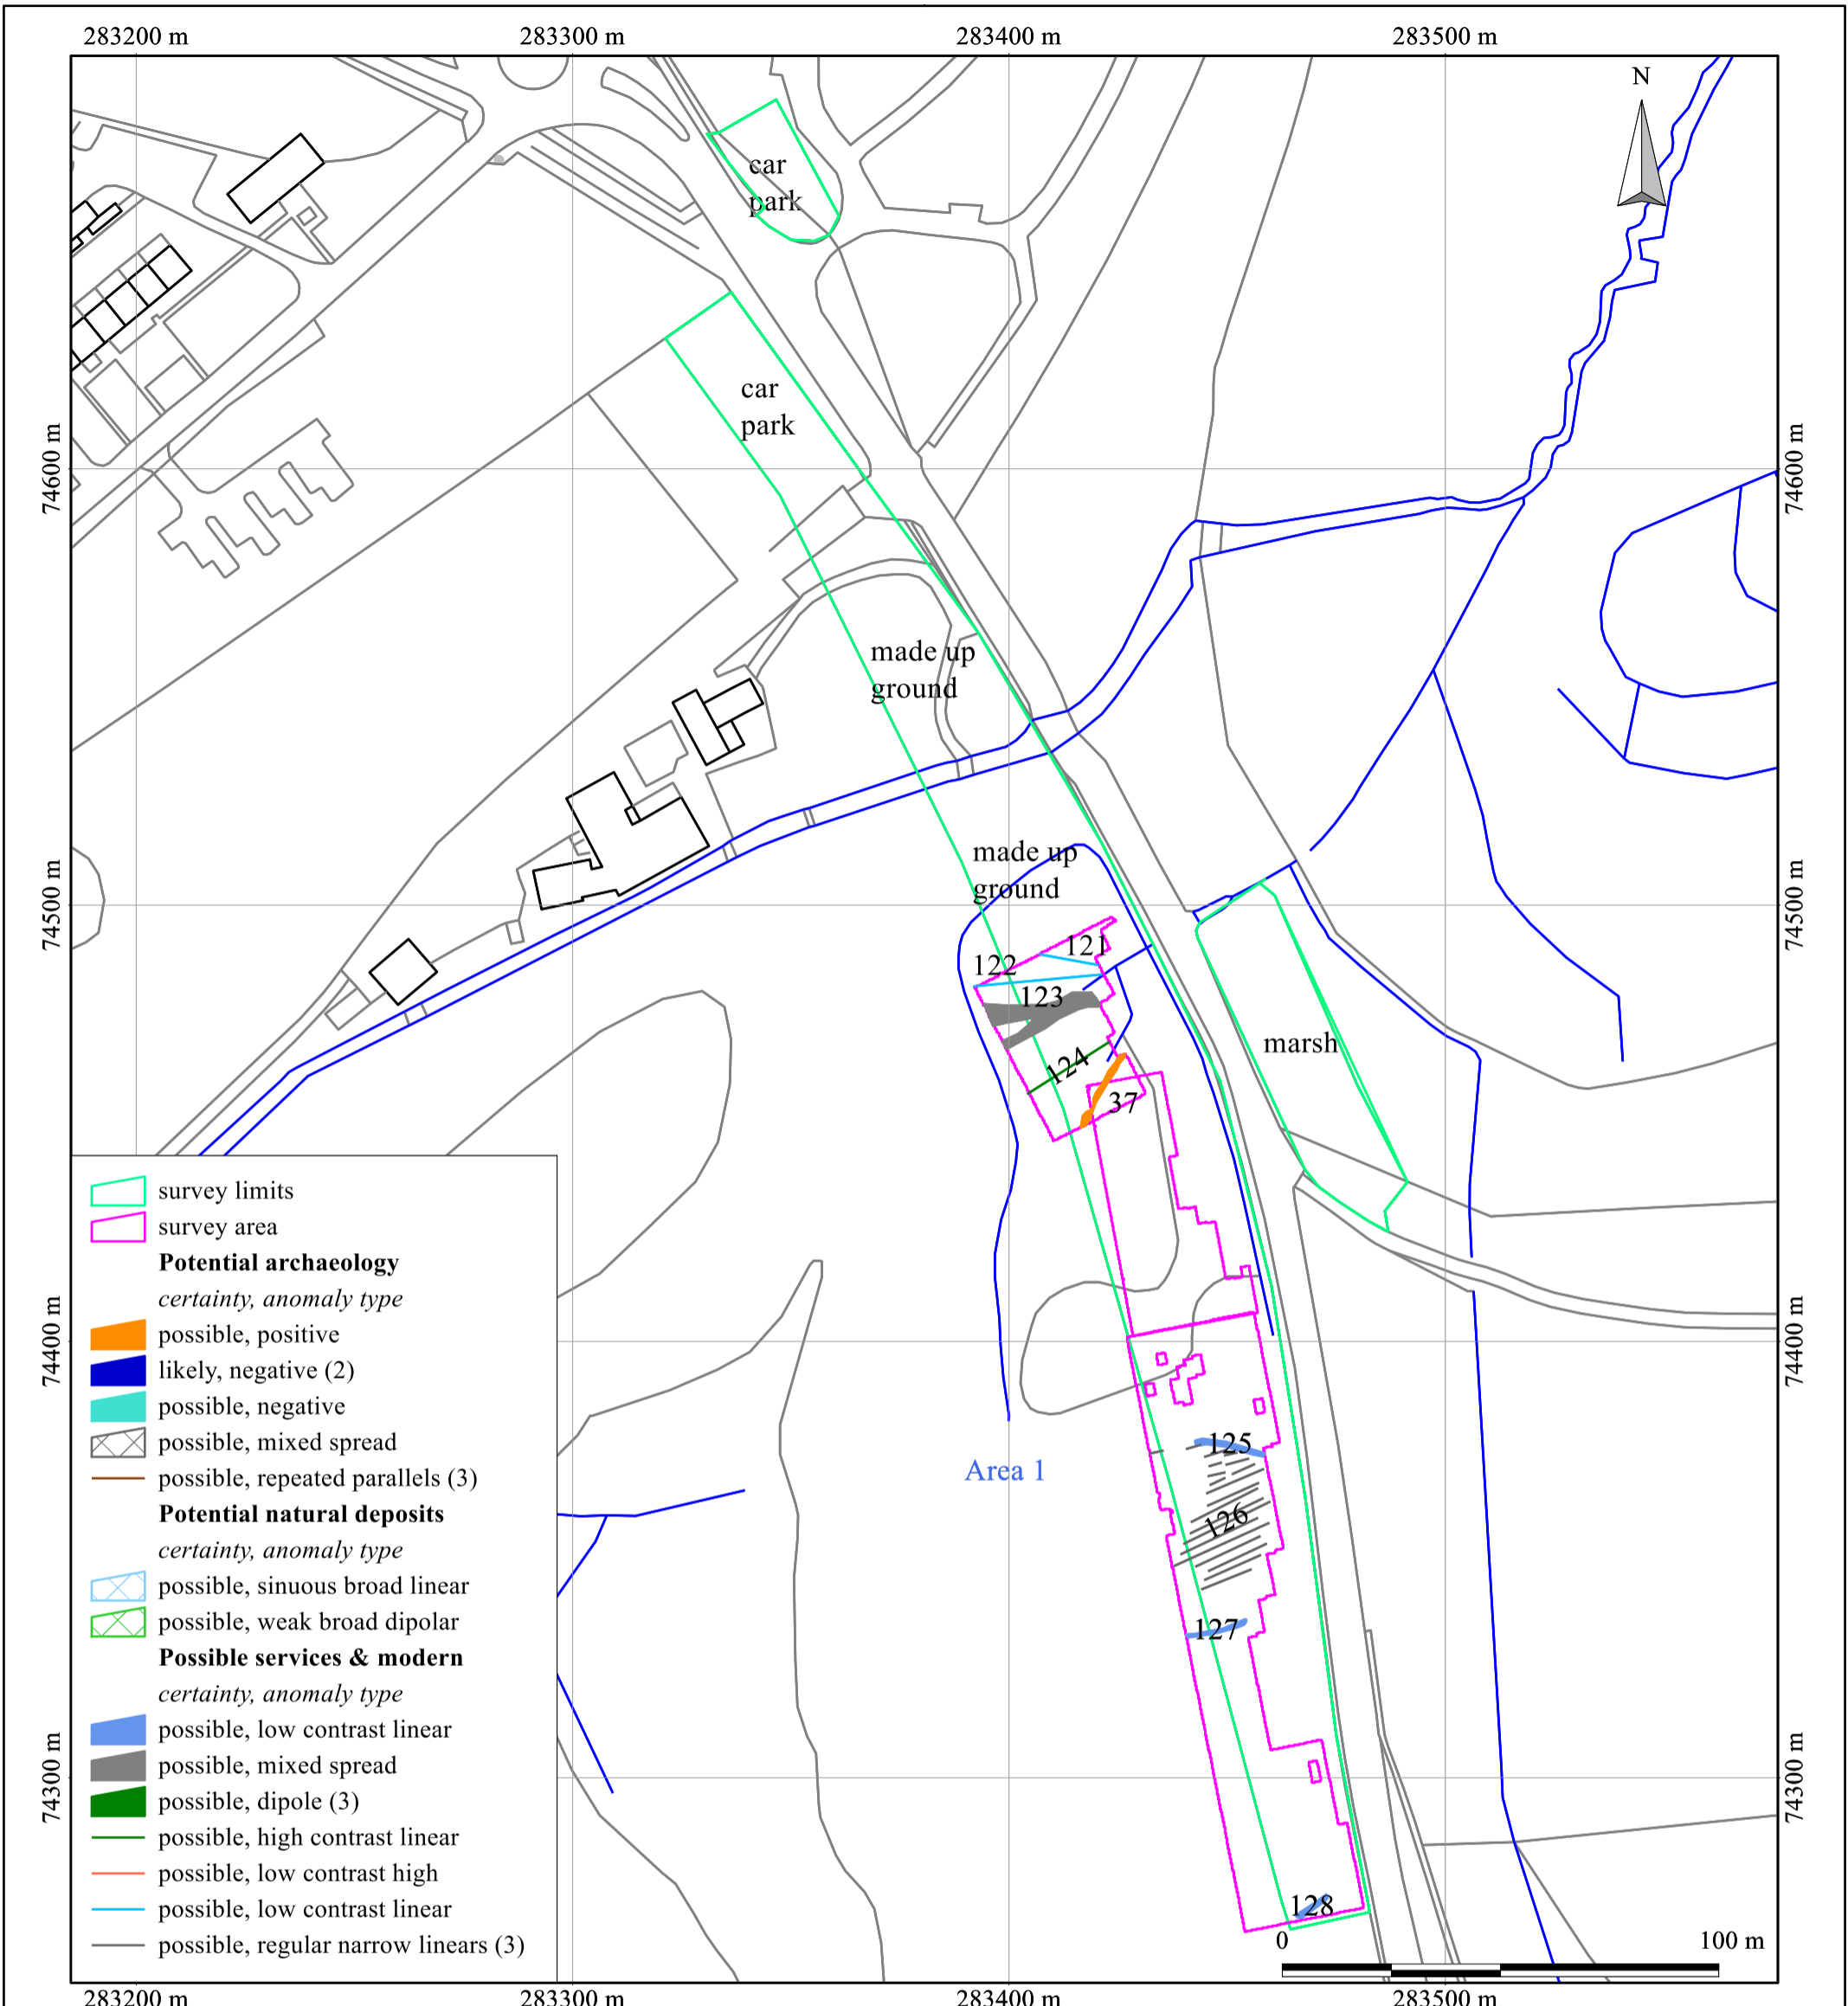 283200 m 283300 m 283400 m 283500 m
N
car
park
car
park
74600 m 74600 m
made up
ground
made up
ground
74500 m 74500 m
121
122
123
marsh
124
37
survey limits
survey area
Potential archaeology
certainty, anomaly type
possible, positive
likely, negative (2)
possible, negative
possible, mixed spread
possible, repeated parallels (3)
Potential natural deposits
certainty, anomaly type
possible, sinuous broad linear
possible, weak broad dipolar
Possible services & modern
certainty, anomaly type
possible, low contrast linear
possible, mixed spread
possible, dipole (3)
possible, high contrast linear
possible, low contrast high
possible, low contrast linear
possible, regular narrow linears (3)
74400 m 74400 m
125
Area 1
126
127
74300 m 74300 m
128
0 100 m
283200 m 283300 m 283400 m 283500 m